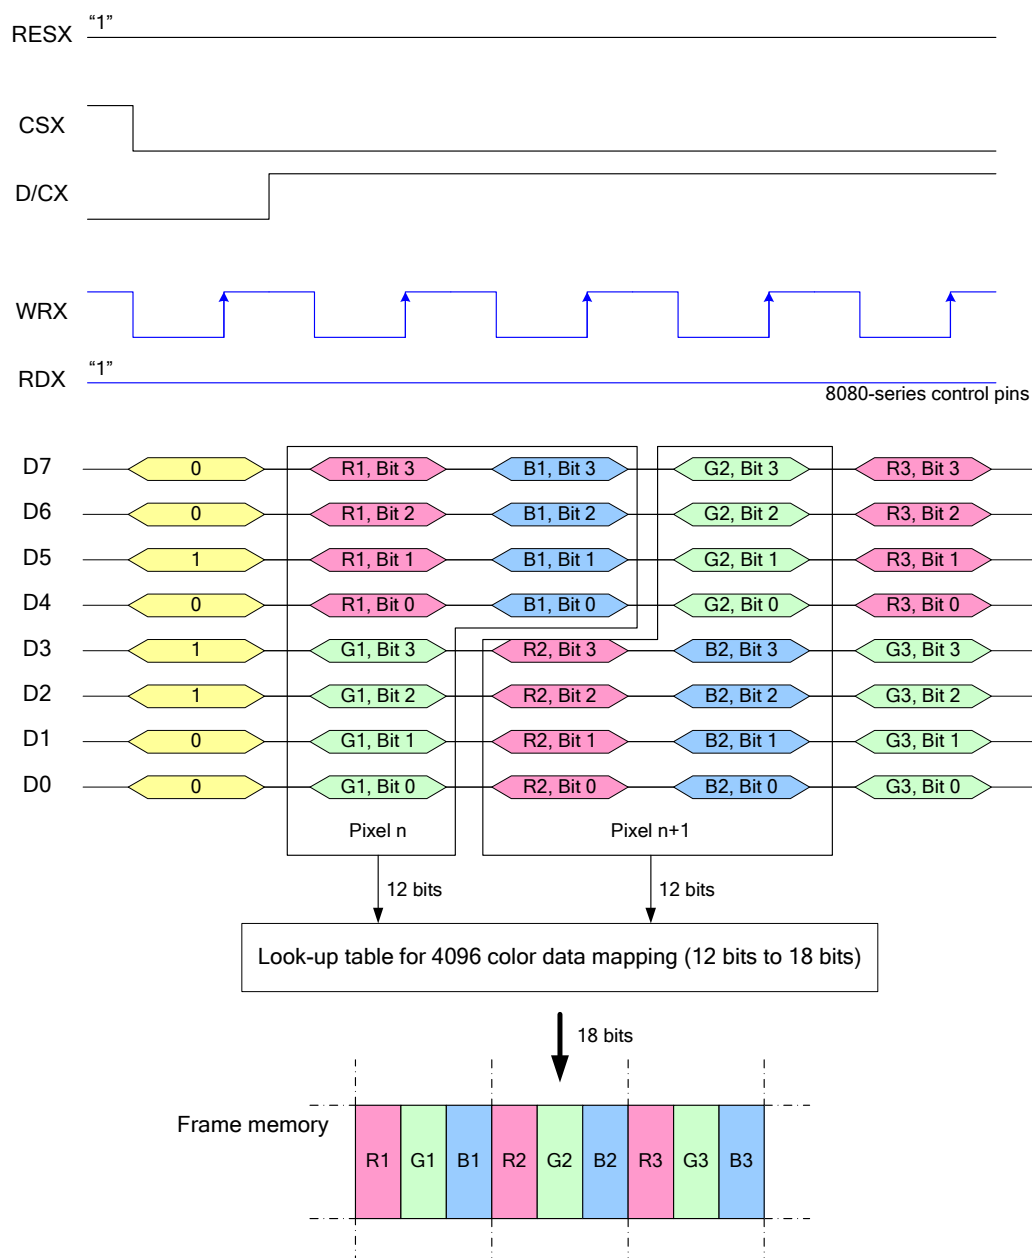 RESX “1”
CSX
D/CX
WRX
RDX “1”
8080-series control pins
D7 0 R1, Bit 3 B1, Bit 3 G2, Bit 3 R3, Bit 3
D6 0 R1, Bit 2 B1, Bit 2 G2, Bit 2 R3, Bit 2
D5 1 R1, Bit 1 B1, Bit 1 G2, Bit 1 R3, Bit 1
D4 0 R1, Bit 0 B1, Bit 0 G2, Bit 0 R3, Bit 0
D3 1 G1, Bit 3 R2, Bit 3 B2, Bit 3 G3, Bit 3
D2 1 G1, Bit 2 R2, Bit 2 B2, Bit 2 G3, Bit 2
D1 0 G1, Bit 1 R2, Bit 1 B2, Bit 1 G3, Bit 1
D0 0 G1, Bit 0 R2, Bit 0 B2, Bit 0 G3, Bit 0
Pixel n Pixel n+1
12 bits 12 bits
Look-up table for 4096 color data mapping (12 bits to 18 bits)
18 bits
Frame memory
R1 G1 B1 R2 G2 B2 R3 G3 B3